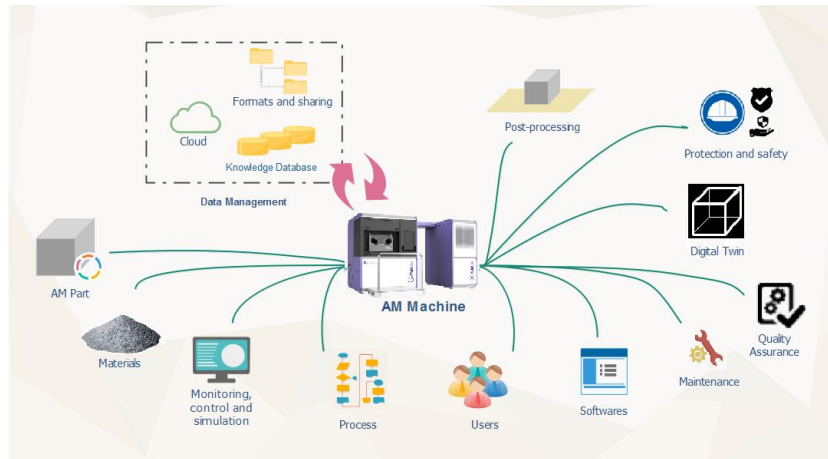 Formats and sharing
Cloud
Knowledge Database
Data Management
Post-processing
Protection and safety
Digital Twin
AM Part
AM Machine
Quality
Assurance
Materials
Maintenance
Monitoring,
control and
simulation
Process
Users
Softwares